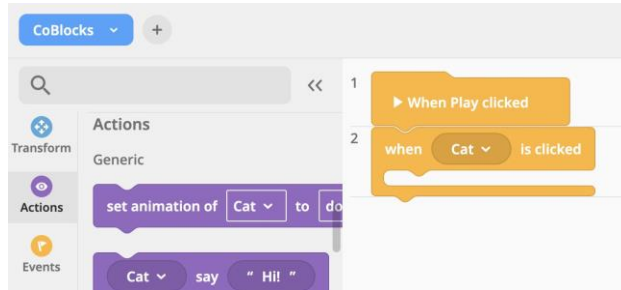 CoBlocks
Actions
Generic
Transform
Actions
Events
set animation of Cat to do
Cat say “ Hi! ”
1
When Play clicked
2
when Cat is clicked